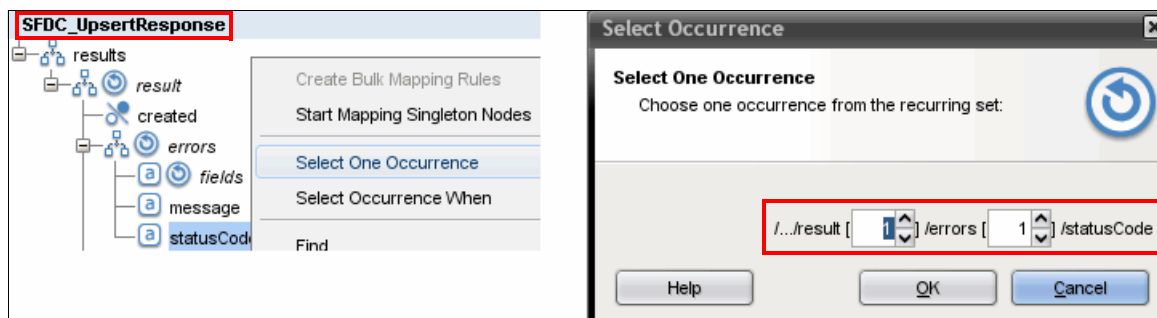 SFDC_UpsertResponse
results
result
created
errors
fields
message
statusCode
Create Bulk Mapping Rules
Start Mapping Singleton Nodes
Select One Occurrence
Select Occurrence When
Find
Select Occurrence
Select One Occurrence
Choose one occurrence from the recurring set:
/.../result [ 1 ] /errors [ 1 ] /statusCode
Help OK Cancel